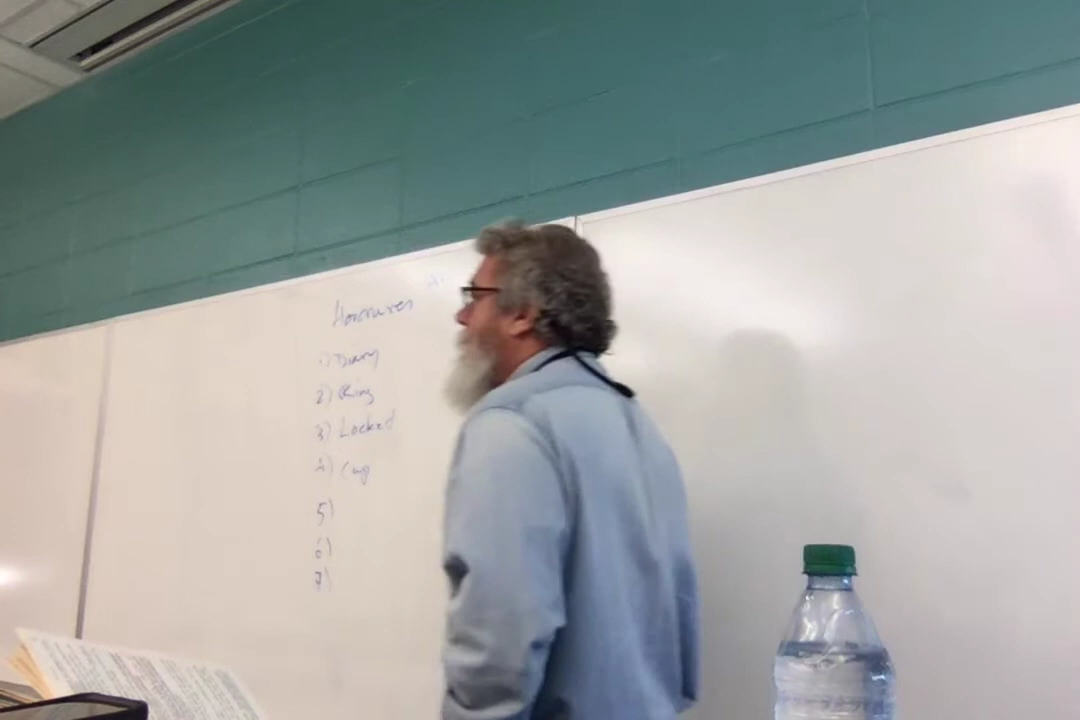 Horcruxes
1) Diary
2) Ring
3) Locket
4) Cup
5)
6)
7)